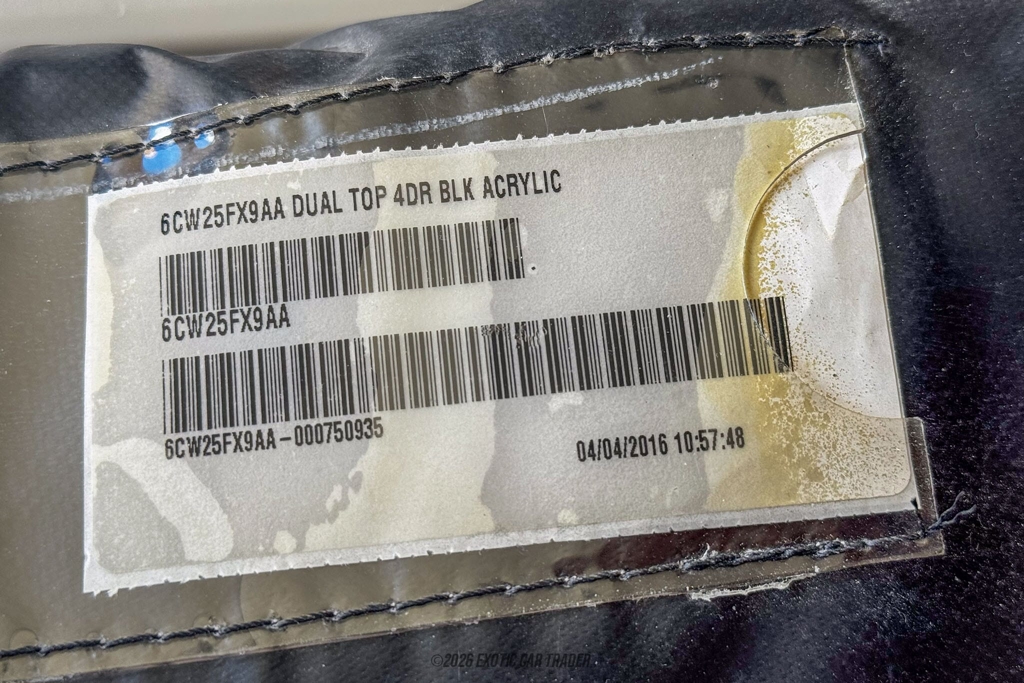 6CW25FX9AA DUAL TOP 4DR BLK ACRYLIC
6CW25FX9AA
6CW25FX9AA-000750935
04/04/2016 10:57:48
©2026 EXOTIC CAR TRADER